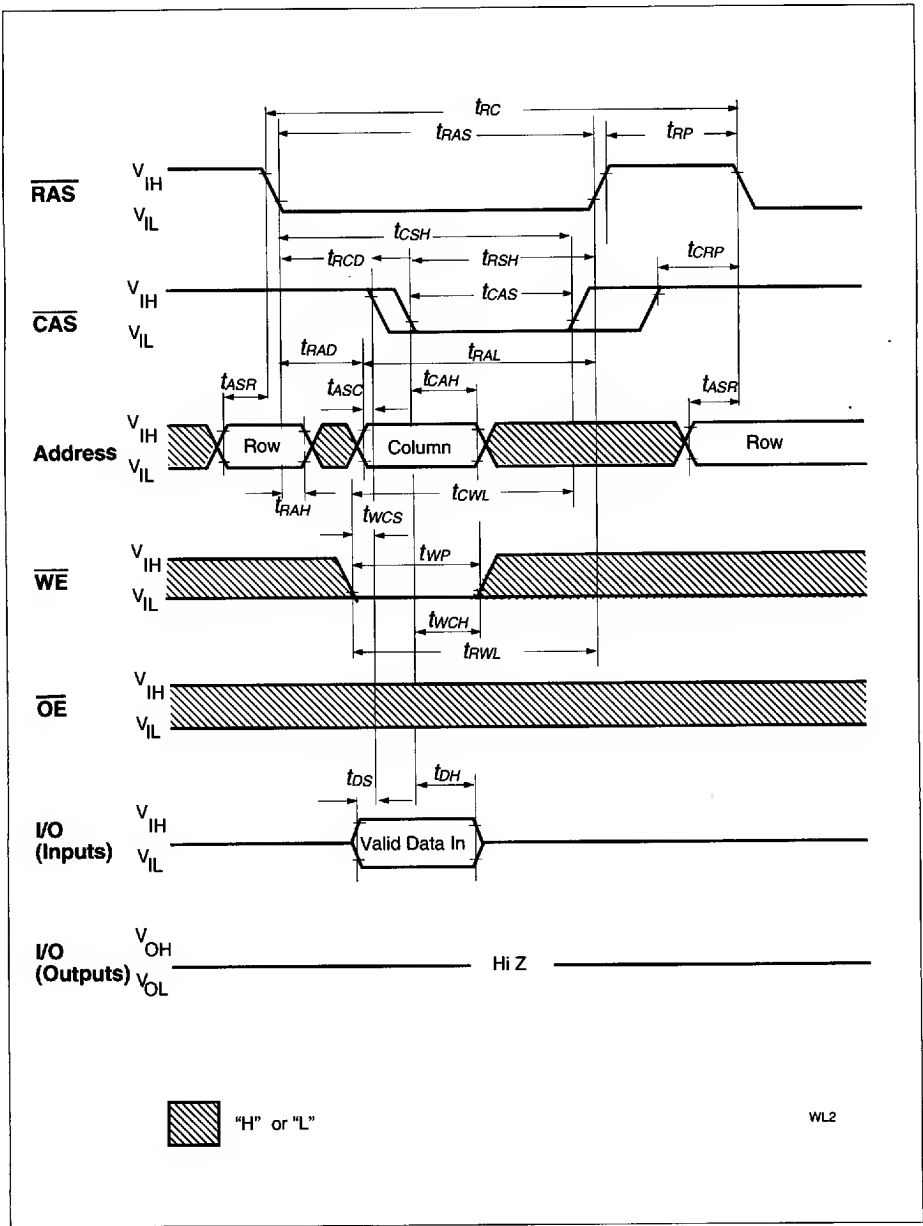 tRC
tRAS
tRP
RAS
VIH
VIL
tCSH
tRCD
tRSH
tCRP
CAS
VIH
VIL
tCAS
tRAD
tRAL
tASR
tASC
tCAH
tASR
Address
VIH
VIL
Row
Column
Row
tRAH
tWCS
tCWL
WE
VIH
VIL
tWP
tWCH
tRWL
OE
VIH
VIL
tDS
tDH
I/O
(Inputs)
VIH
VIL
Valid Data In
I/O
(Outputs)
VOH
VOL
Hi Z
"H" or "L"
WL2